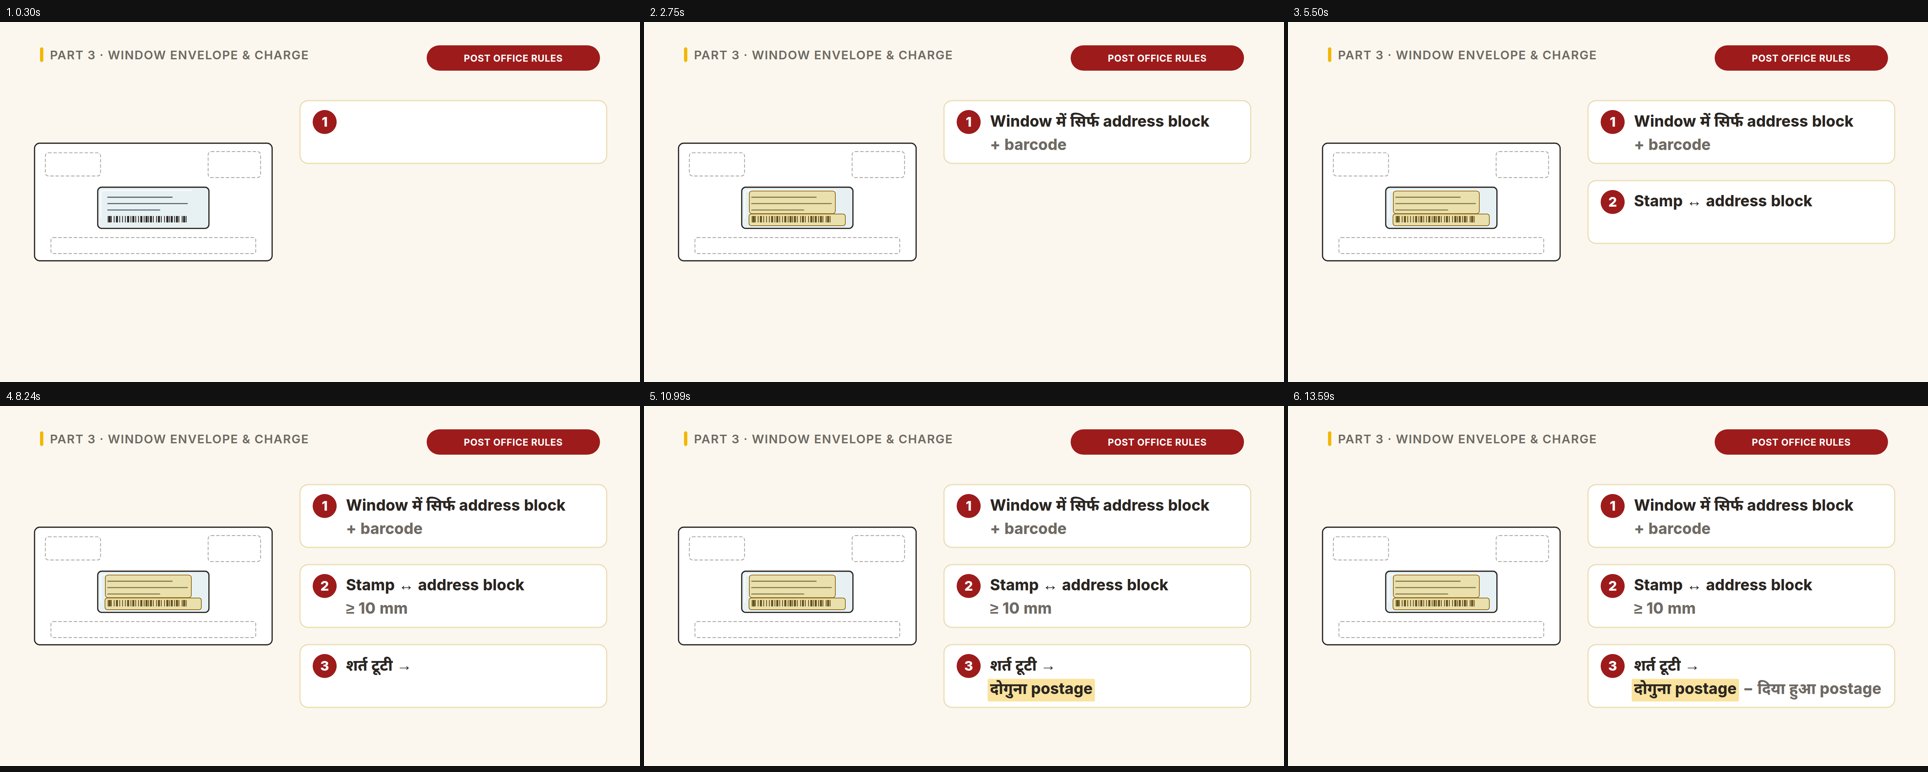 1. 0.30s
PART 3 · WINDOW ENVELOPE & CHARGE
POST OFFICE RULES
1
2. 2.75s
PART 3 · WINDOW ENVELOPE & CHARGE
POST OFFICE RULES
1 Window में सिर्फ address block
+ barcode
3. 5.50s
PART 3 · WINDOW ENVELOPE & CHARGE
POST OFFICE RULES
1 Window में सिर्फ address block
+ barcode
2 Stamp ↔ address block
4. 8.24s
PART 3 · WINDOW ENVELOPE & CHARGE
POST OFFICE RULES
1 Window में सिर्फ address block
+ barcode
2 Stamp ↔ address block
≥ 10 mm
3 शर्त टूटी →
5. 10.99s
PART 3 · WINDOW ENVELOPE & CHARGE
POST OFFICE RULES
1 Window में सिर्फ address block
+ barcode
2 Stamp ↔ address block
≥ 10 mm
3 शर्त टूटी →
दोगुना postage
6. 13.59s
PART 3 · WINDOW ENVELOPE & CHARGE
POST OFFICE RULES
1 Window में सिर्फ address block
+ barcode
2 Stamp ↔ address block
≥ 10 mm
3 शर्त टूटी →
दोगुना postage − दिया हुआ postage